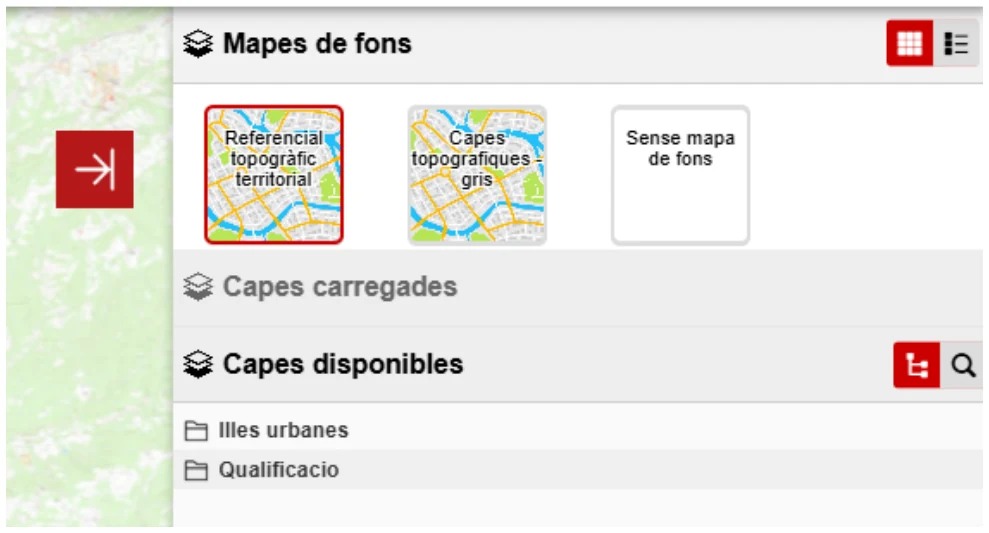 Mapes de fons
Referencial
topogràfic
territorial
Capes
topografiques -
gris
Sense mapa
de fons
Capes carregades
Capes disponibles
Illes urbanes
Qualificacio